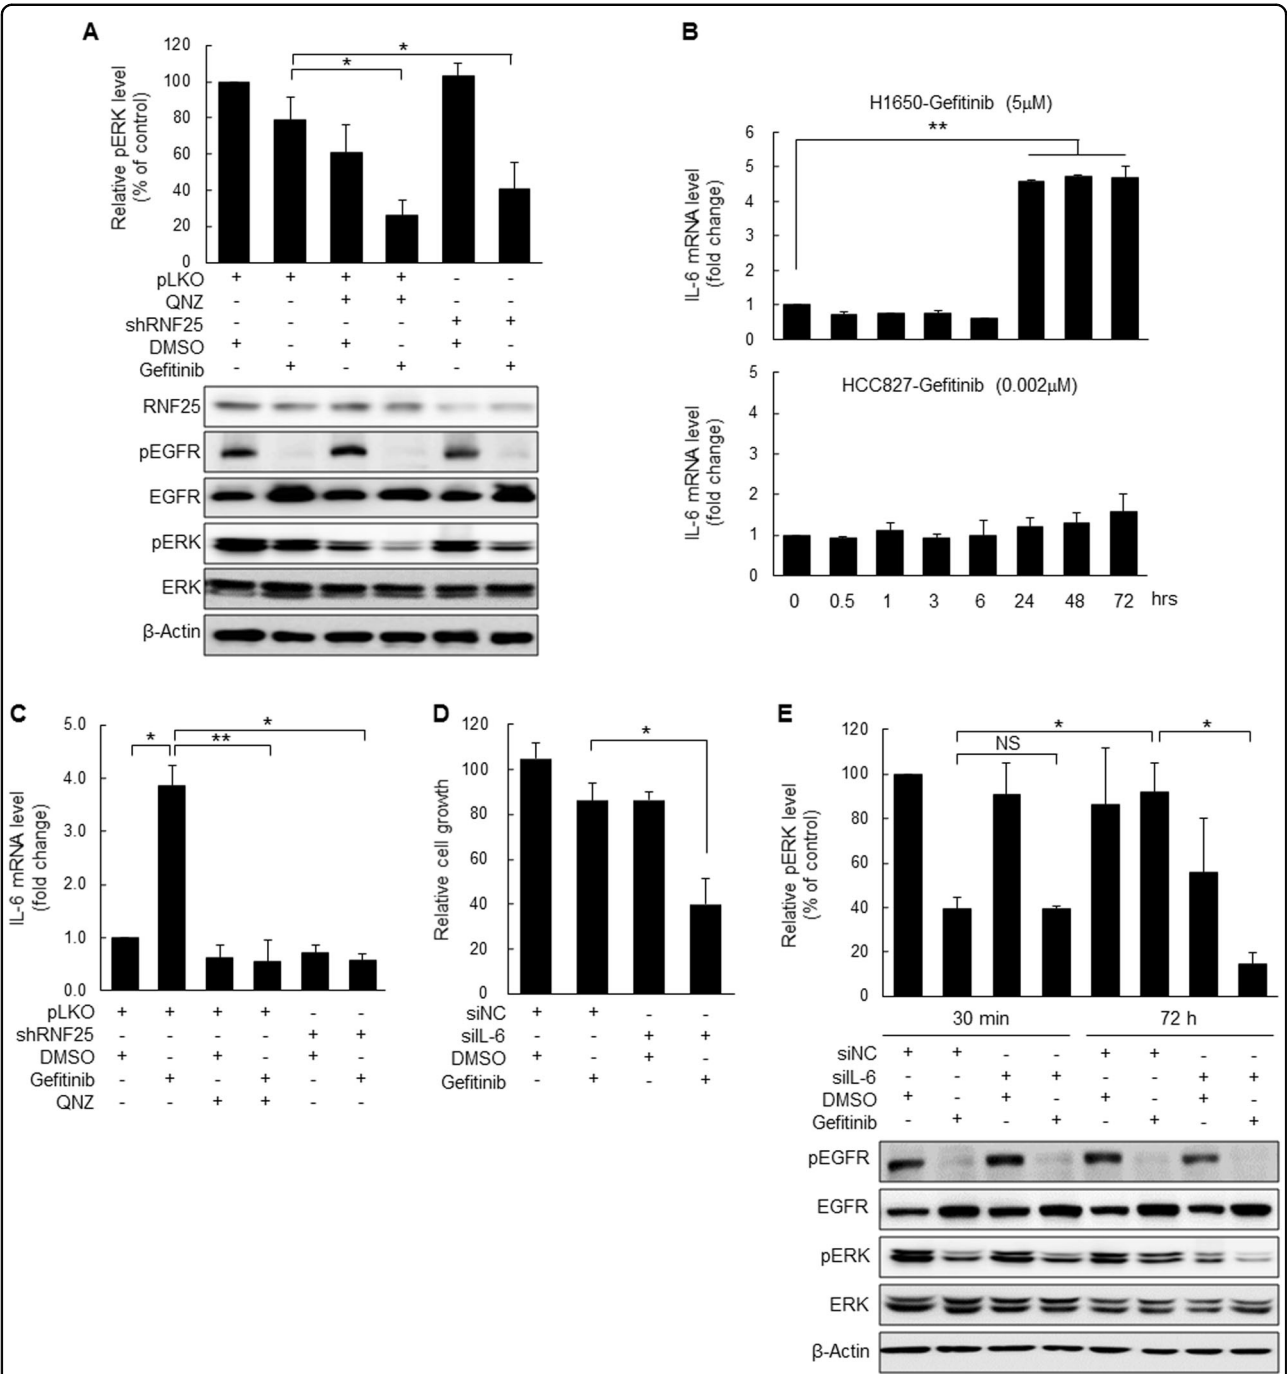 A
Relative pERK level
(% of control)
120
100
80
60
40
20
0
*
*
pLKO + + + + - -
QNZ - - + + - -
shRNF25 - - - - + +
DMSO + - + - + -
Gefitinib - + - + - +
RNF25
pEGFR
EGFR
pERK
ERK
β-Actin
B
H1650-Gefitinib (5μM)
**
IL-6 mRNA level
(fold change)
6
5
4
3
2
1
0
HCC827-Gefitinib (0.002μM)
IL-6 mRNA level
(fold change)
5
4
3
2
1
0
0 0.5 1 3 6 24 48 72 hrs
C
IL-6 mRNA level
(fold change)
5.0
4.0
3.0
2.0
1.0
0.0
*
*
**
pLKO + + + + - -
shRNF25 - - - - + +
DMSO + - + - + -
Gefitinib - + - + - +
QNZ - - + + - -
D
Relative cell growth
120
100
80
60
40
20
0
*
siNC + + - -
siIL-6 - - + +
DMSO + - + -
Gefitinib - + - +
E
Relative pERK level
(% of control)
120
100
80
60
40
20
0
* *
NS
30 min 72 h
siNC + + - - + + - -
siIL-6 - - + + - - + +
DMSO + - + - + - + -
Gefitinib - + - + - + - +
pEGFR
EGFR
pERK
ERK
β-Actin